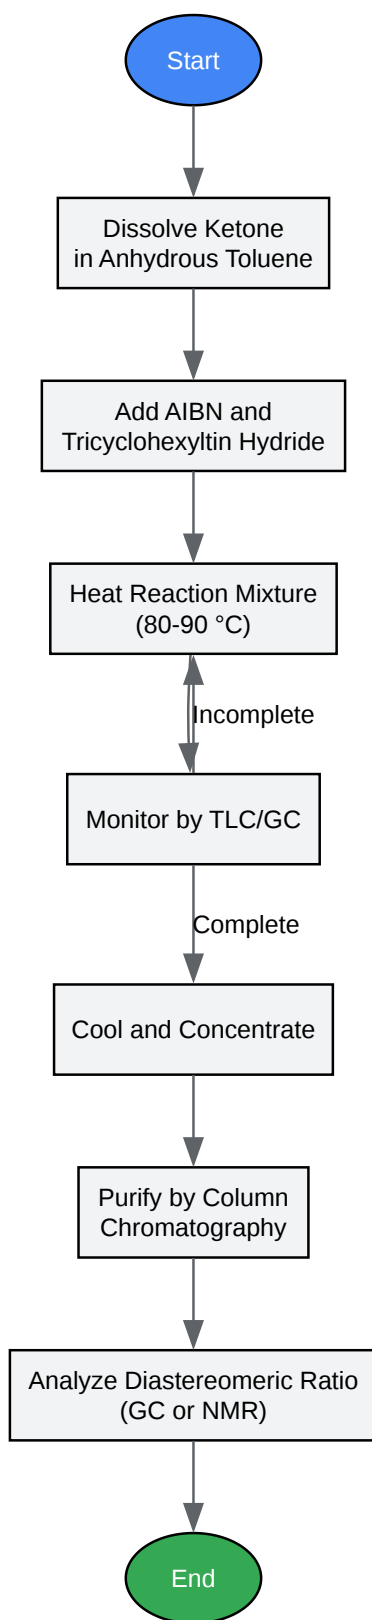 Start
Dissolve Ketone
in Anhydrous Toluene
Add AIBN and
Tricyclohexyltin Hydride
Heat Reaction Mixture
(80-90 °C)
Incomplete
Monitor by TLC/GC
Complete
Cool and Concentrate
Purify by Column
Chromatography
Analyze Diastereomeric Ratio
(GC or NMR)
End